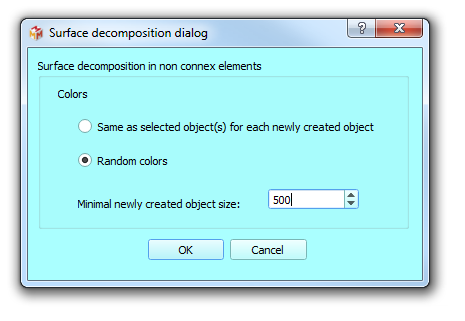 Surface decomposition dialog
Surface decomposition in non connex elements
Colors
Same as selected object(s) for each newly created object
Random colors
Minimal newly created object size: 500
OK Cancel